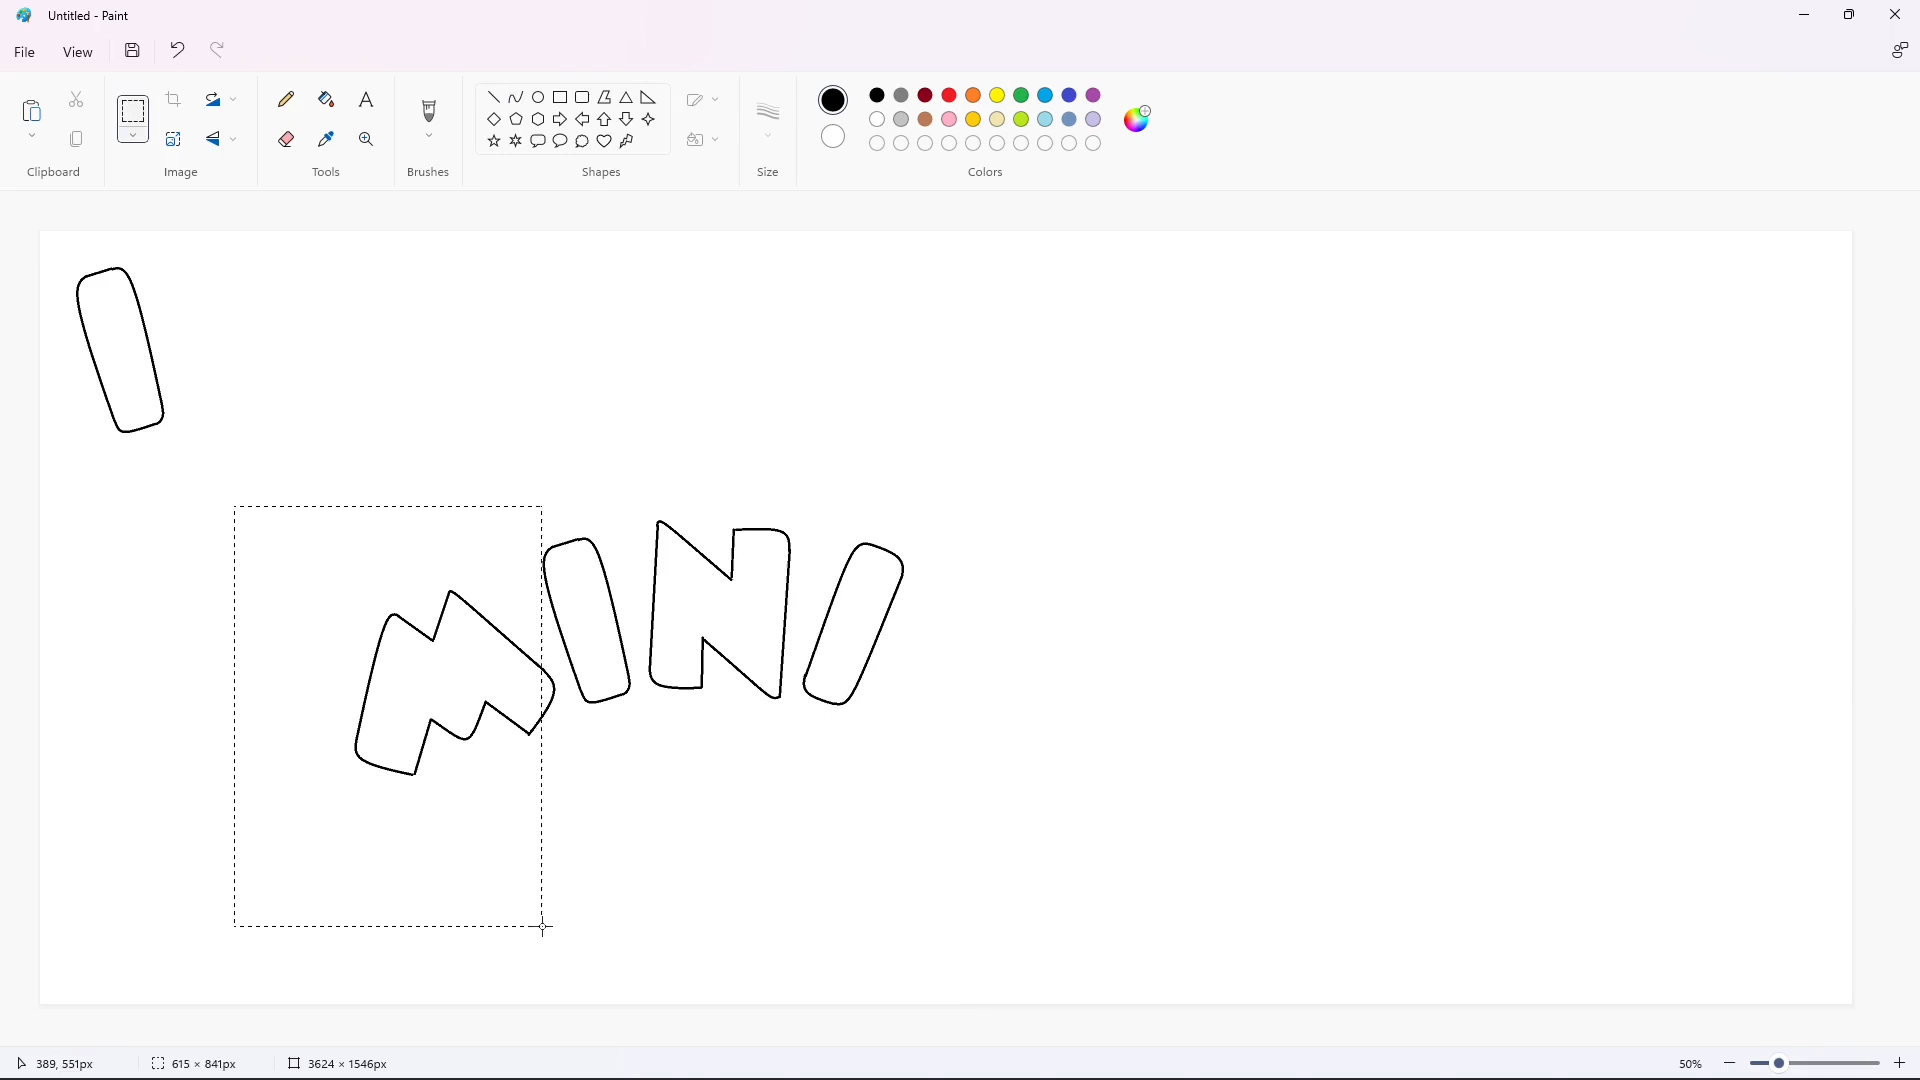 Untitled - Paint
File View
Clipboard Image Tools Brushes Shapes Size Colors
I
MINI
389, 551px 615 × 841px 3624 × 1546px 50%